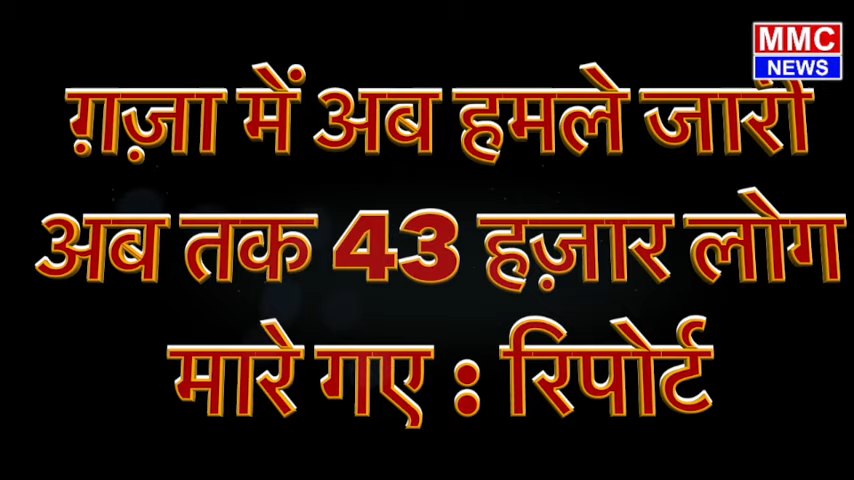 MMC
NEWS
ग़ज़ा में अब हमले जारी
अब तक 43 हज़ार लोग
मारे गए : रिपोर्ट